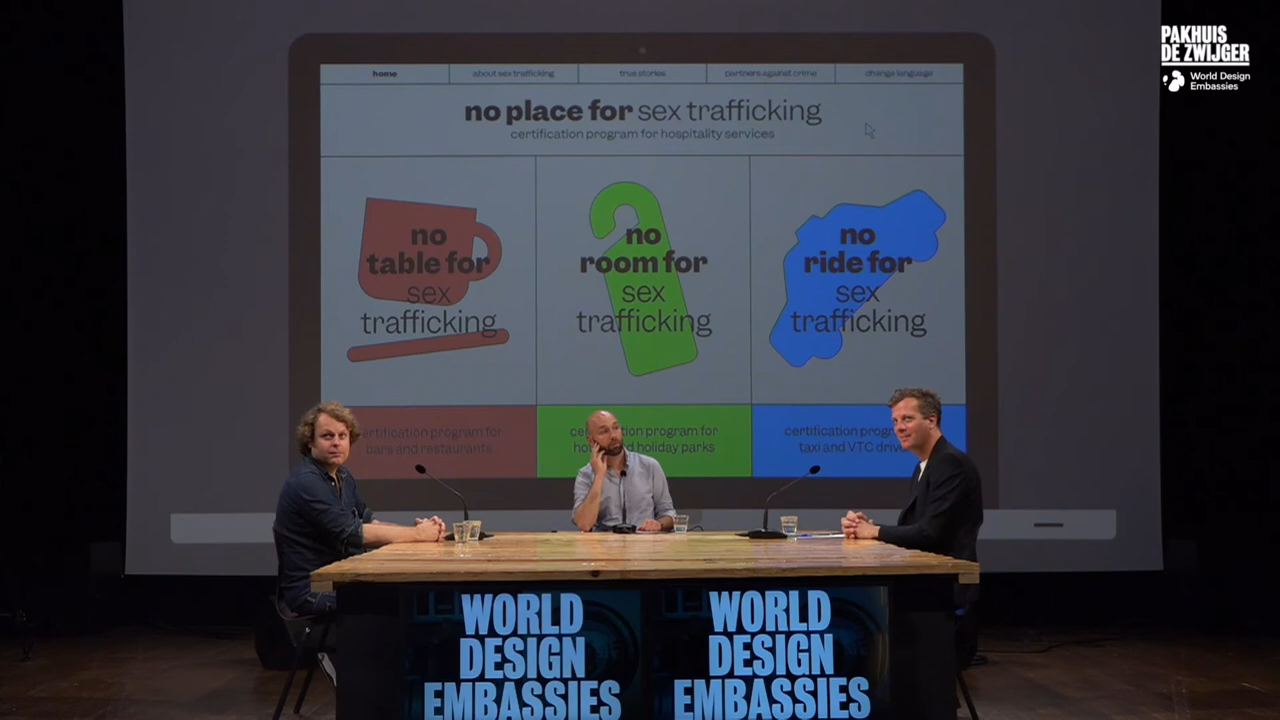 PAKHUIS
DE ZWIJGER
World Design
Embassies
home
about sex trafficking
true stories
partners against crime
change language
no place for sex trafficking
certification program for hospitality services
no
table for
sex
trafficking
no
room for
sex
trafficking
no
ride for
sex
trafficking
certification program for
bars and restaurants
program for
holiday parks
certification
taxi and VTC
WORLD
DESIGN
EMBASSIES
WORLD
DESIGN
EMBASSIES